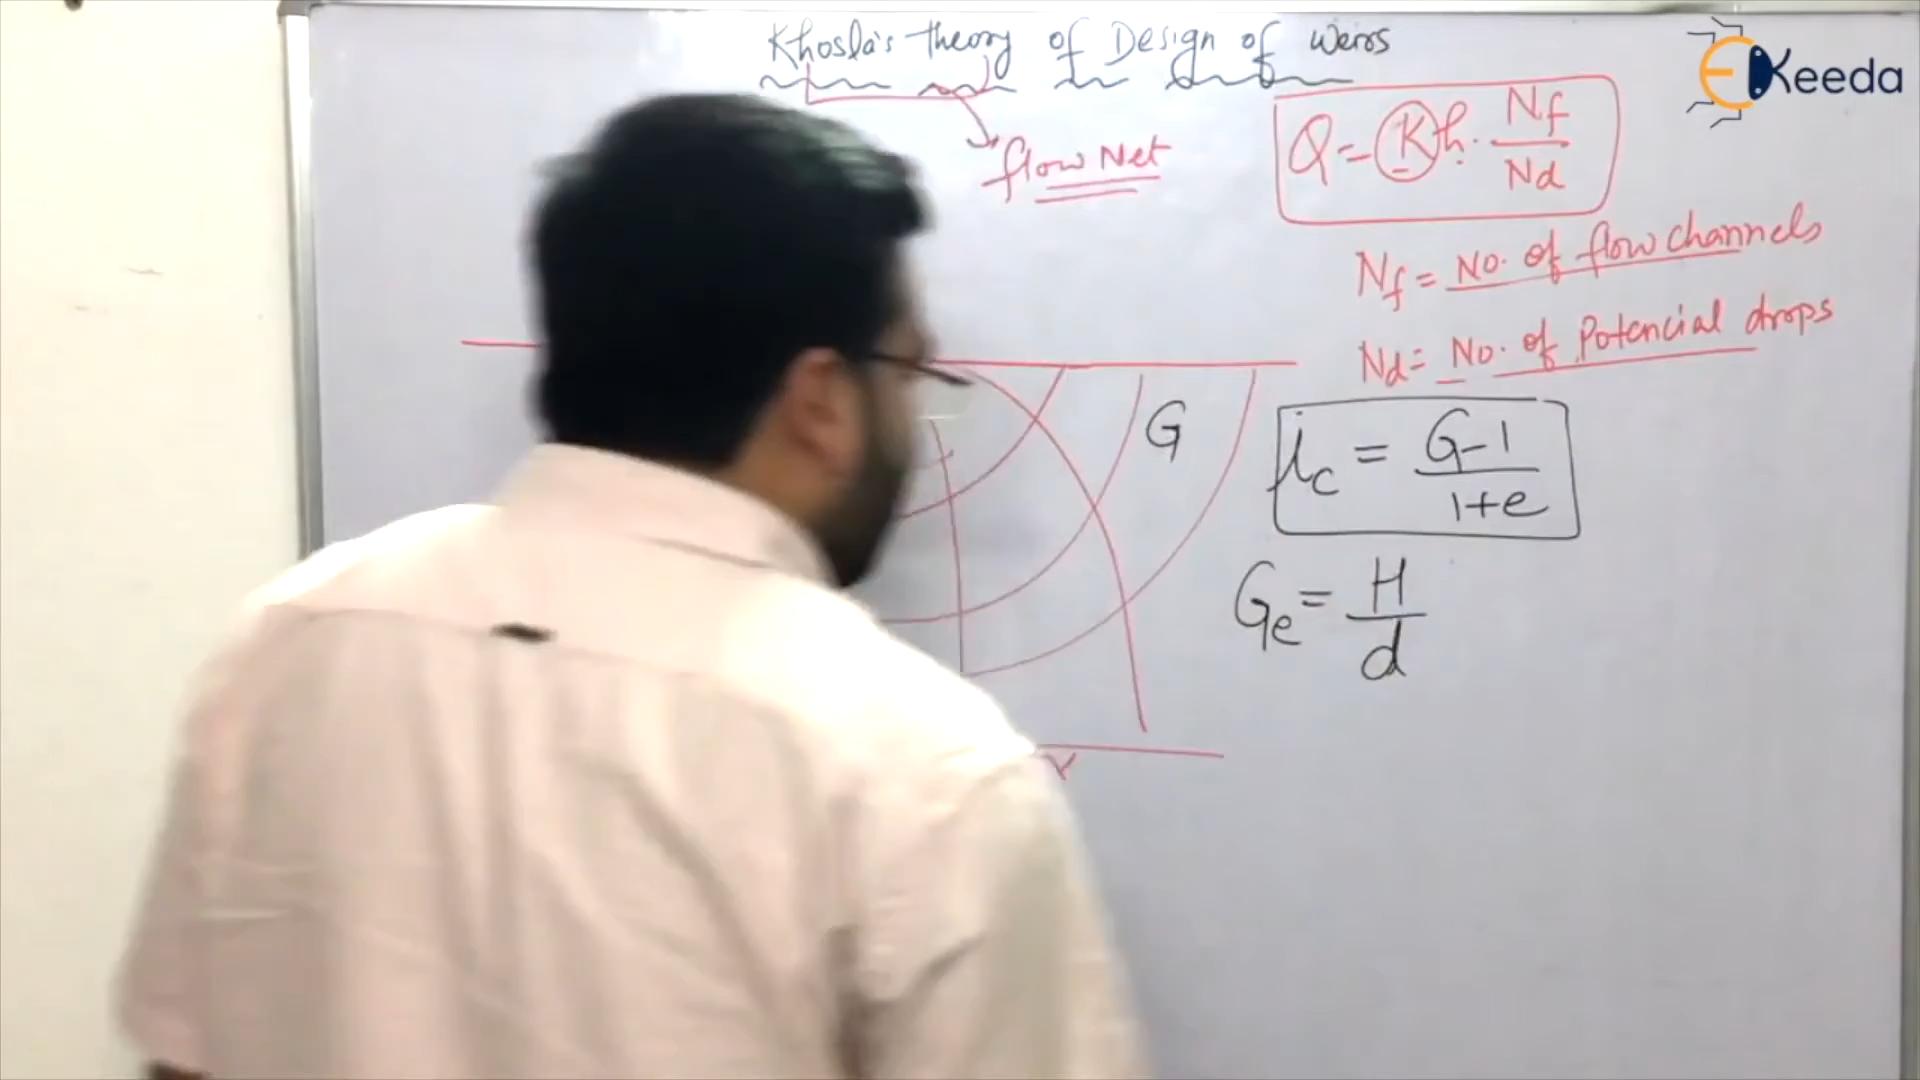 Khosla's theory of Design of Weirs
EKeeda
flow Net
Q = Kh. Nf / Nd
Nf = No. of flow channels
Nd = No. of Potencial drops
G
ic = G-1 / 1+e
Ge = H / d